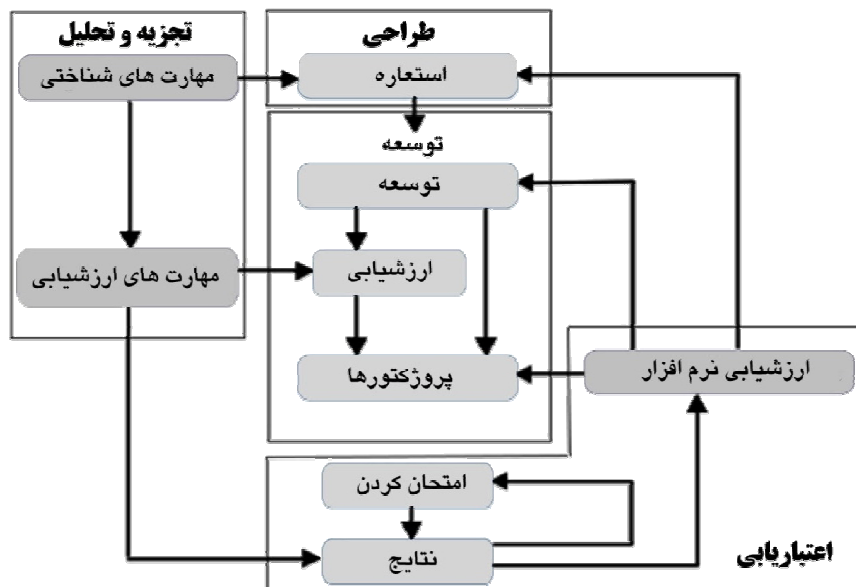 تجزیه و تحلیل
مهارت های شناختی
مهارت های ارزشیابی
طراحی
استعاره
توسعه
توسعه
ارزشیابی
پروژکتورها
ارزشیابی نرم افزار
امتحان کردن
نتایج
اعتباریابی